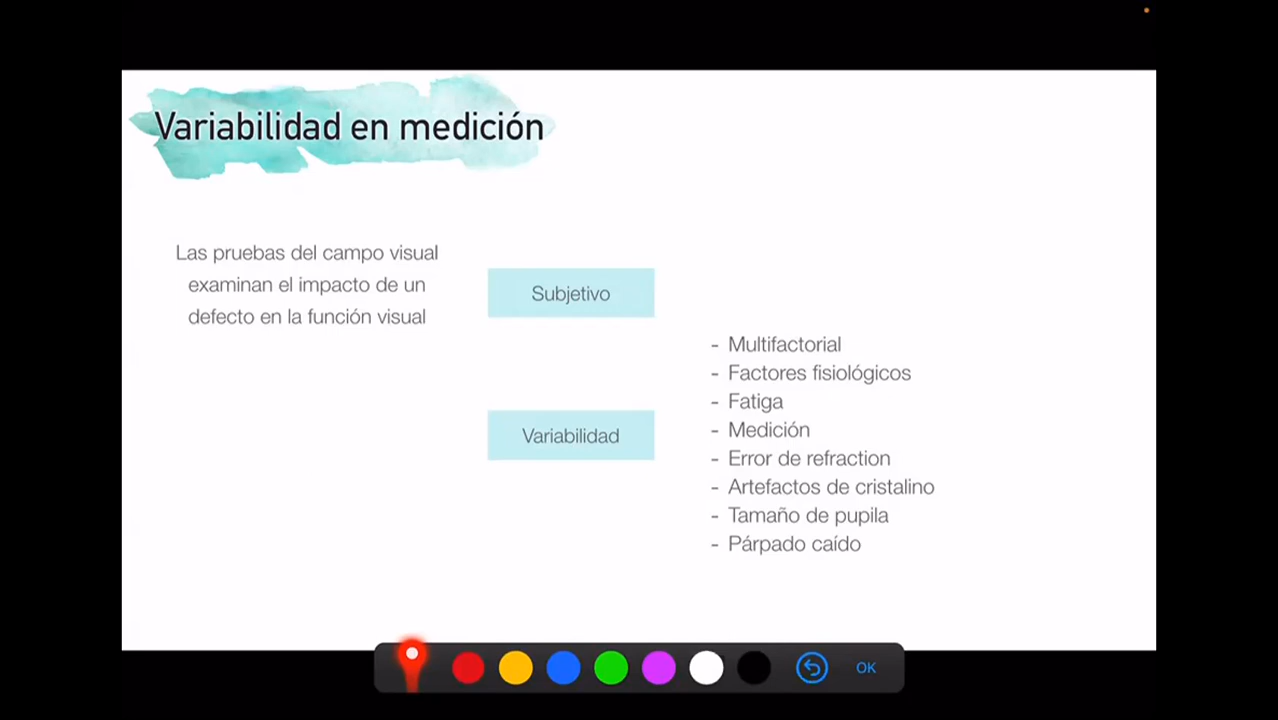 Variabilidad en medición
Las pruebas del campo visual
examinan el impacto de un
defecto en la función visual
Subjetivo
Variabilidad
- Multifactorial
- Factores fisiológicos
- Fatiga
- Medición
- Error de refraction
- Artefactos de cristalino
- Tamaño de pupila
- Párpado caído
OK